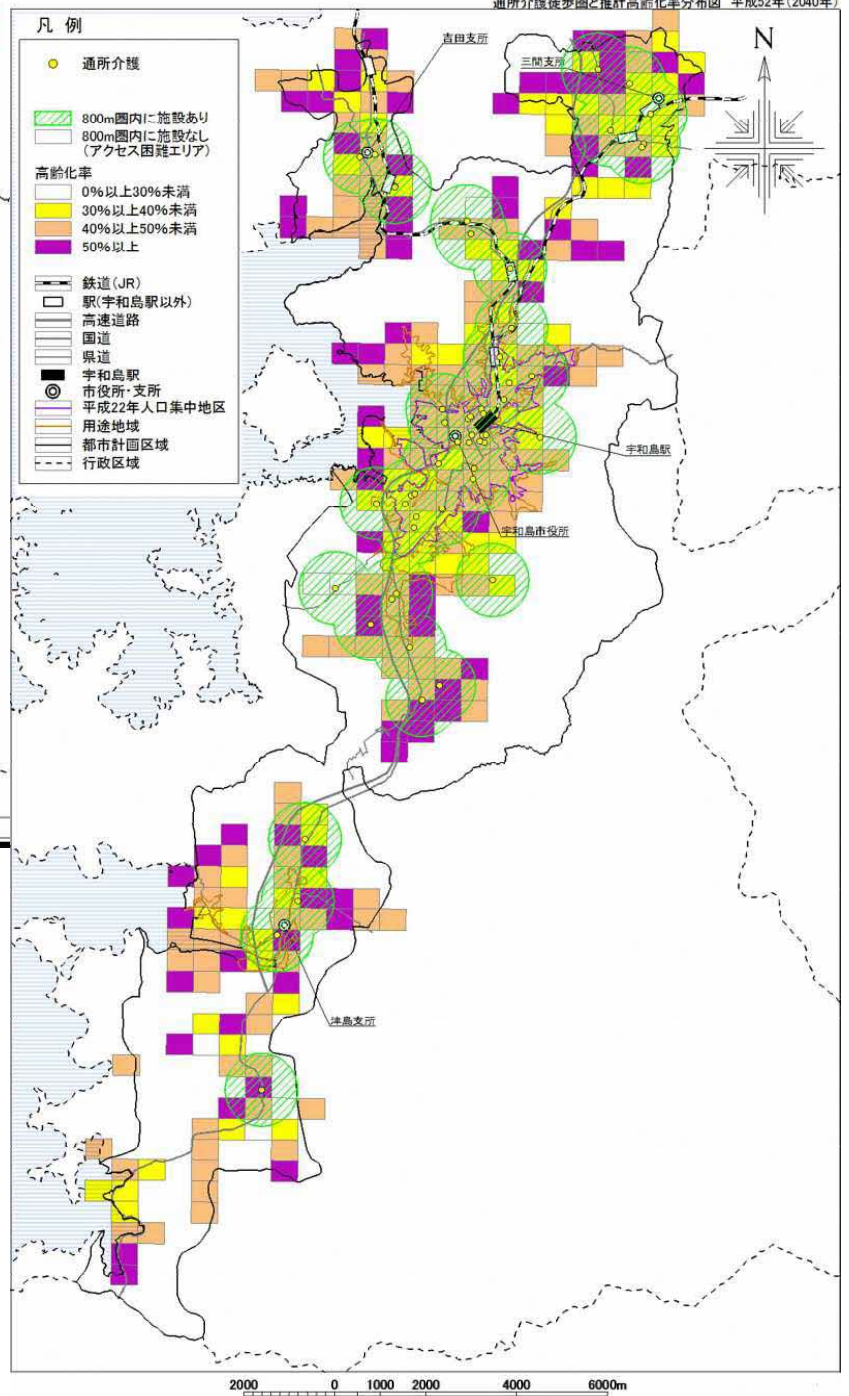 通所介護徒歩圏と推計高齢化率分布図 平成52年(2040年)
凡 例
通所介護
800m圏内に施設あり
800m圏内に施設なし
(アクセス困難エリア)
高齢化率
0%以上30%未満
30%以上40%未満
40%以上50%未満
50%以上
鉄道(JR)
駅(宇和島駅以外)
高速道路
国道
県道
宇和島駅
市役所・支所
平成22年人口集中地区
用途地域
都市計画区域
行政区域
吉田支所
三間支所
N
宇和島駅
宇和島市役所
津島支所
2000 0 1000 2000 4000 6000m